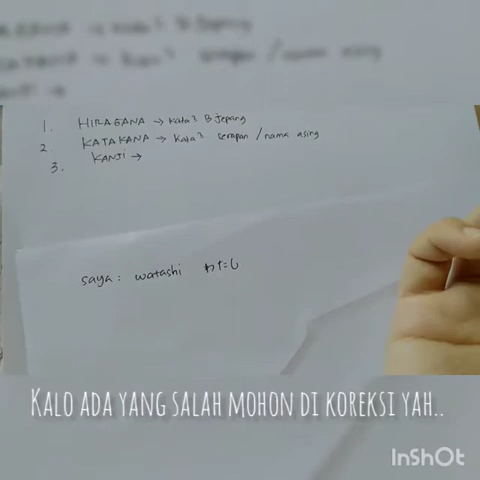 1. HIRAGANA → kata² B Jepang
2 KATAKANA → kata² serapan / nama asing
3. KANJI →
saya : watashi わたし
KALO ADA YANG SALAH MOHON DI KOREKSI YAH..
InShOt